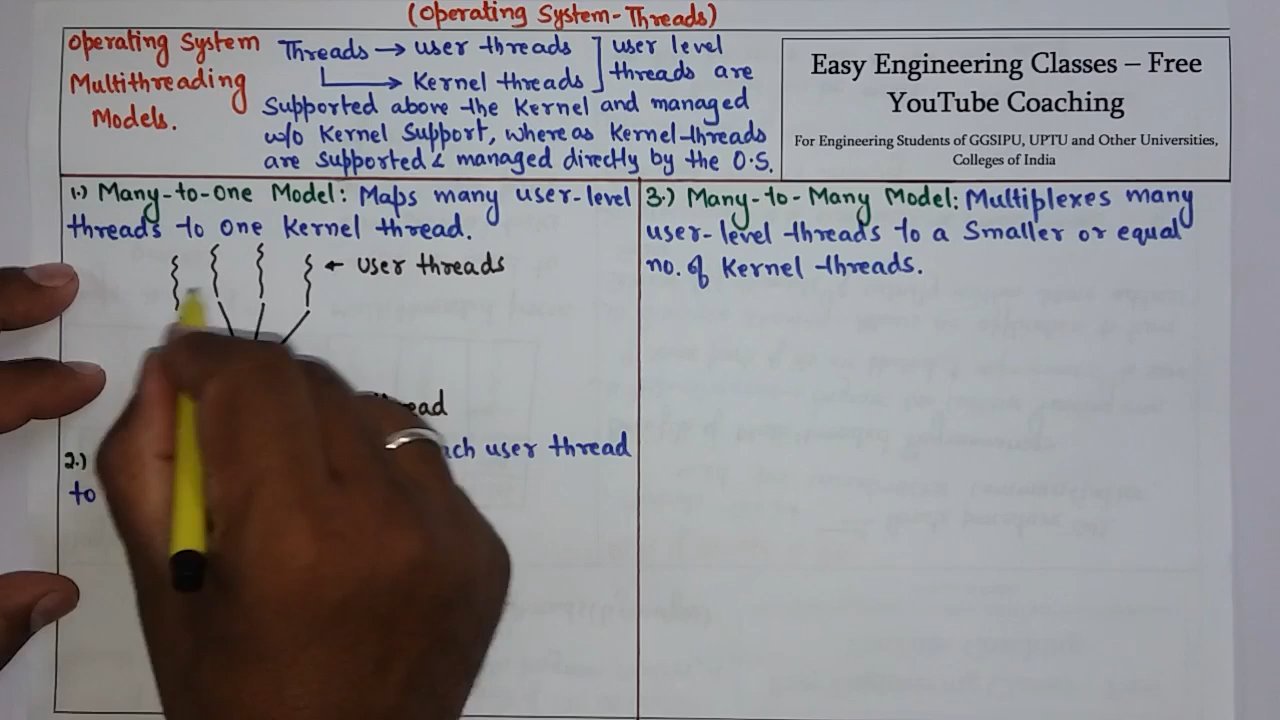 (Operating System-Threads)
Operating System
Multithreading
Models.
Threads → user threads
→ Kernel threads
user level
threads are
Supported above the Kernel and managed
w/o Kernel Support, where as Kernel-threads
are supported & managed directly by the O.S.
Easy Engineering Classes – Free
YouTube Coaching
For Engineering Students of GGSIPU, UPTU and Other Universities,
Colleges of India
1.) Many-to-One Model: Maps many user-level
threads to one Kernel thread.
← user threads
2.)
user thread
to
3.) Many-to-Many Model: Multiplexes many
user-level threads to a Smaller or equal
no. of Kernel threads.